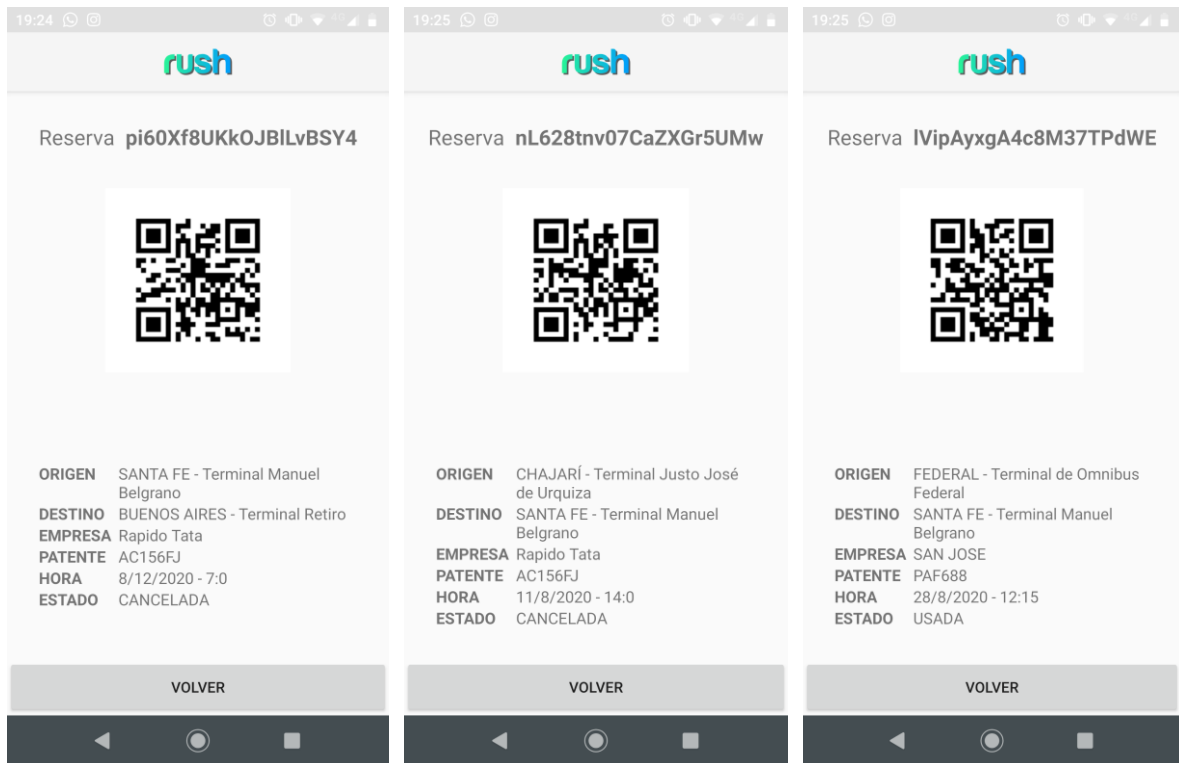 19:24
rush
Reserva pi60Xf8UKkOJBlLvBSY4
ORIGEN SANTA FE - Terminal Manuel
Belgrano
DESTINO BUENOS AIRES - Terminal Retiro
EMPRESA Rapido Tata
PATENTE AC156FJ
HORA 8/12/2020 - 7:0
ESTADO CANCELADA
VOLVER
19:25
rush
Reserva nL628tnv07CaZXGr5UMw
ORIGEN CHAJARÍ - Terminal Justo José
de Urquiza
DESTINO SANTA FE - Terminal Manuel
Belgrano
EMPRESA Rapido Tata
PATENTE AC156FJ
HORA 11/8/2020 - 14:0
ESTADO CANCELADA
VOLVER
19:25
rush
Reserva lVipAyxgA4c8M37TPdWE
ORIGEN FEDERAL - Terminal de Omnibus
Federal
DESTINO SANTA FE - Terminal Manuel
Belgrano
EMPRESA SAN JOSE
PATENTE PAF688
HORA 28/8/2020 - 12:15
ESTADO USADA
VOLVER